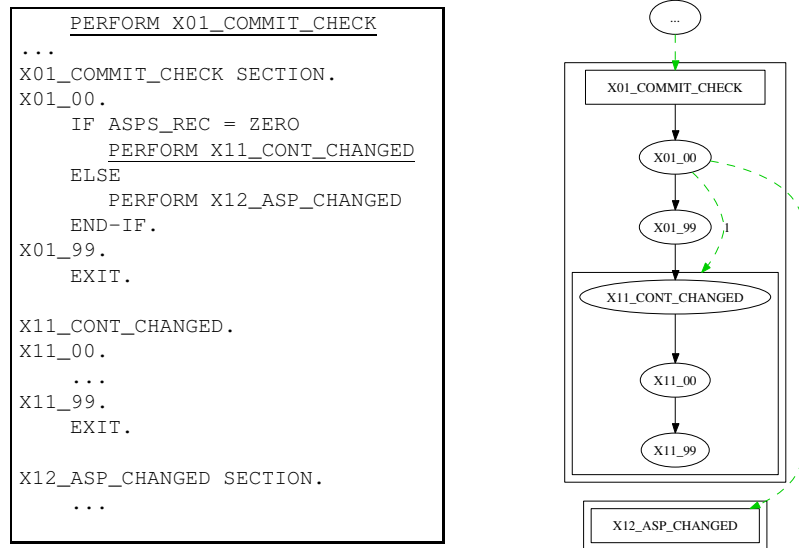 PERFORM X01_COMMIT_CHECK
...
X01_COMMIT_CHECK SECTION.
X01_00.
IF ASPS_REC = ZERO
PERFORM X11_CONT_CHANGED
ELSE
PERFORM X12_ASP_CHANGED
END-IF.
X01_99.
EXIT.
X11_CONT_CHANGED.
X11_00.
...
X11_99.
EXIT.
X12_ASP_CHANGED SECTION.
...
...
X01_COMMIT_CHECK
X01_00
X01_99
1
X11_CONT_CHANGED
X11_00
X11_99
X12_ASP_CHANGED